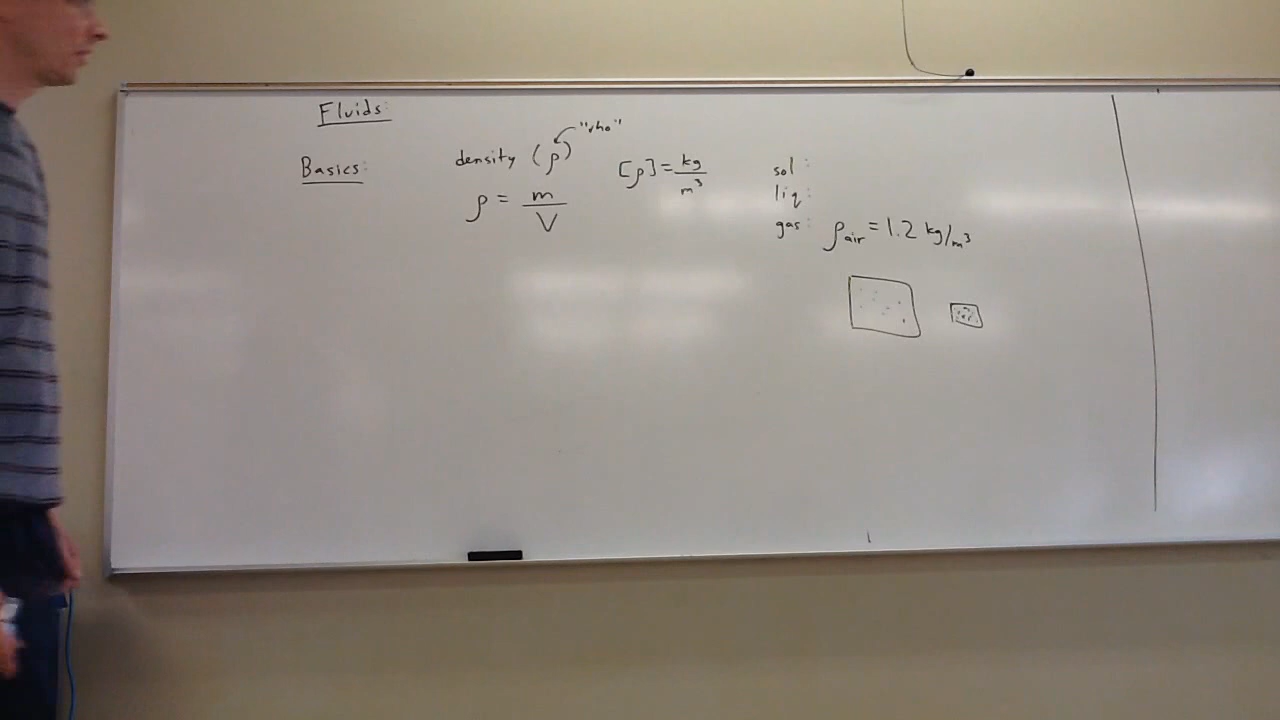 Fluids:
Basics:
density (ρ) "rho"
ρ = m/V
[ρ] = kg/m³
sol:
liq:
gas: ρair = 1.2 kg/m³